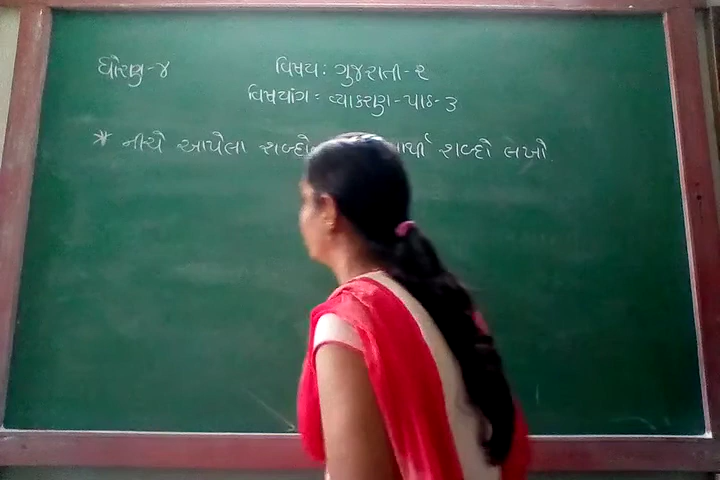 ધોરણ-૪
વિષય: ગુજરાતી-૨
વિષયાંગ: વ્યાકરણ-પાઠ-૩
* નીચે આપેલા શબ્દો શબ્દો લખો.